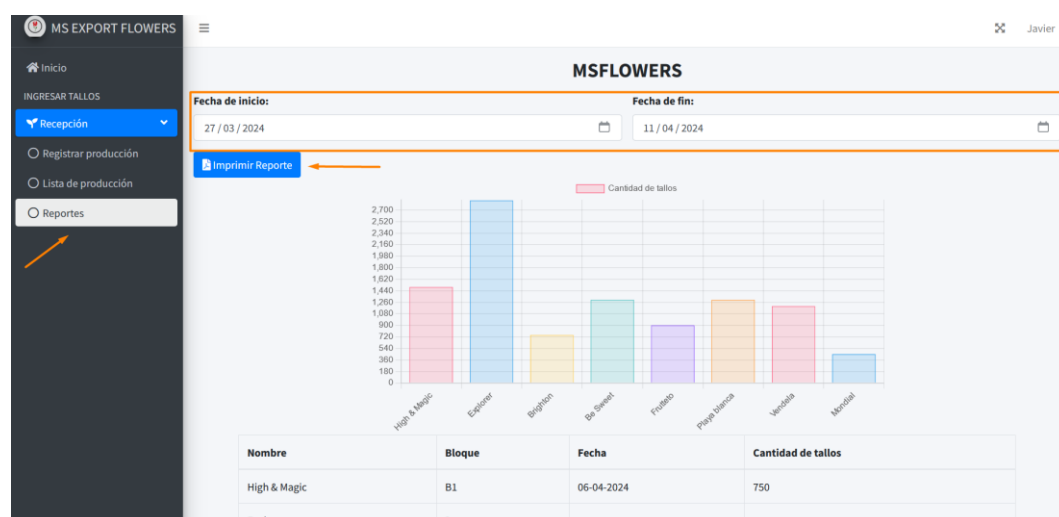 MS EXPORT FLOWERS
Javier
Inicio
INGRESAR TALLOS
Recepción
Registrar producción
Lista de producción
Reportes
MSFLOWERS
Fecha de inicio:
Fecha de fin:
27 / 03 / 2024
11 / 04 / 2024
Imprimir Reporte
Cantidad de tallos
2,700
2,520
2,340
2,160
1,980
1,800
1,620
1,440
1,260
1,080
900
720
540
360
180
0
High & Magic
Explorer
Brighton
Be Sweet
Frutteto
Playa blanca
Vendela
Mondial
Nombre Bloque Fecha Cantidad de tallos
High & Magic B1 06-04-2024 750